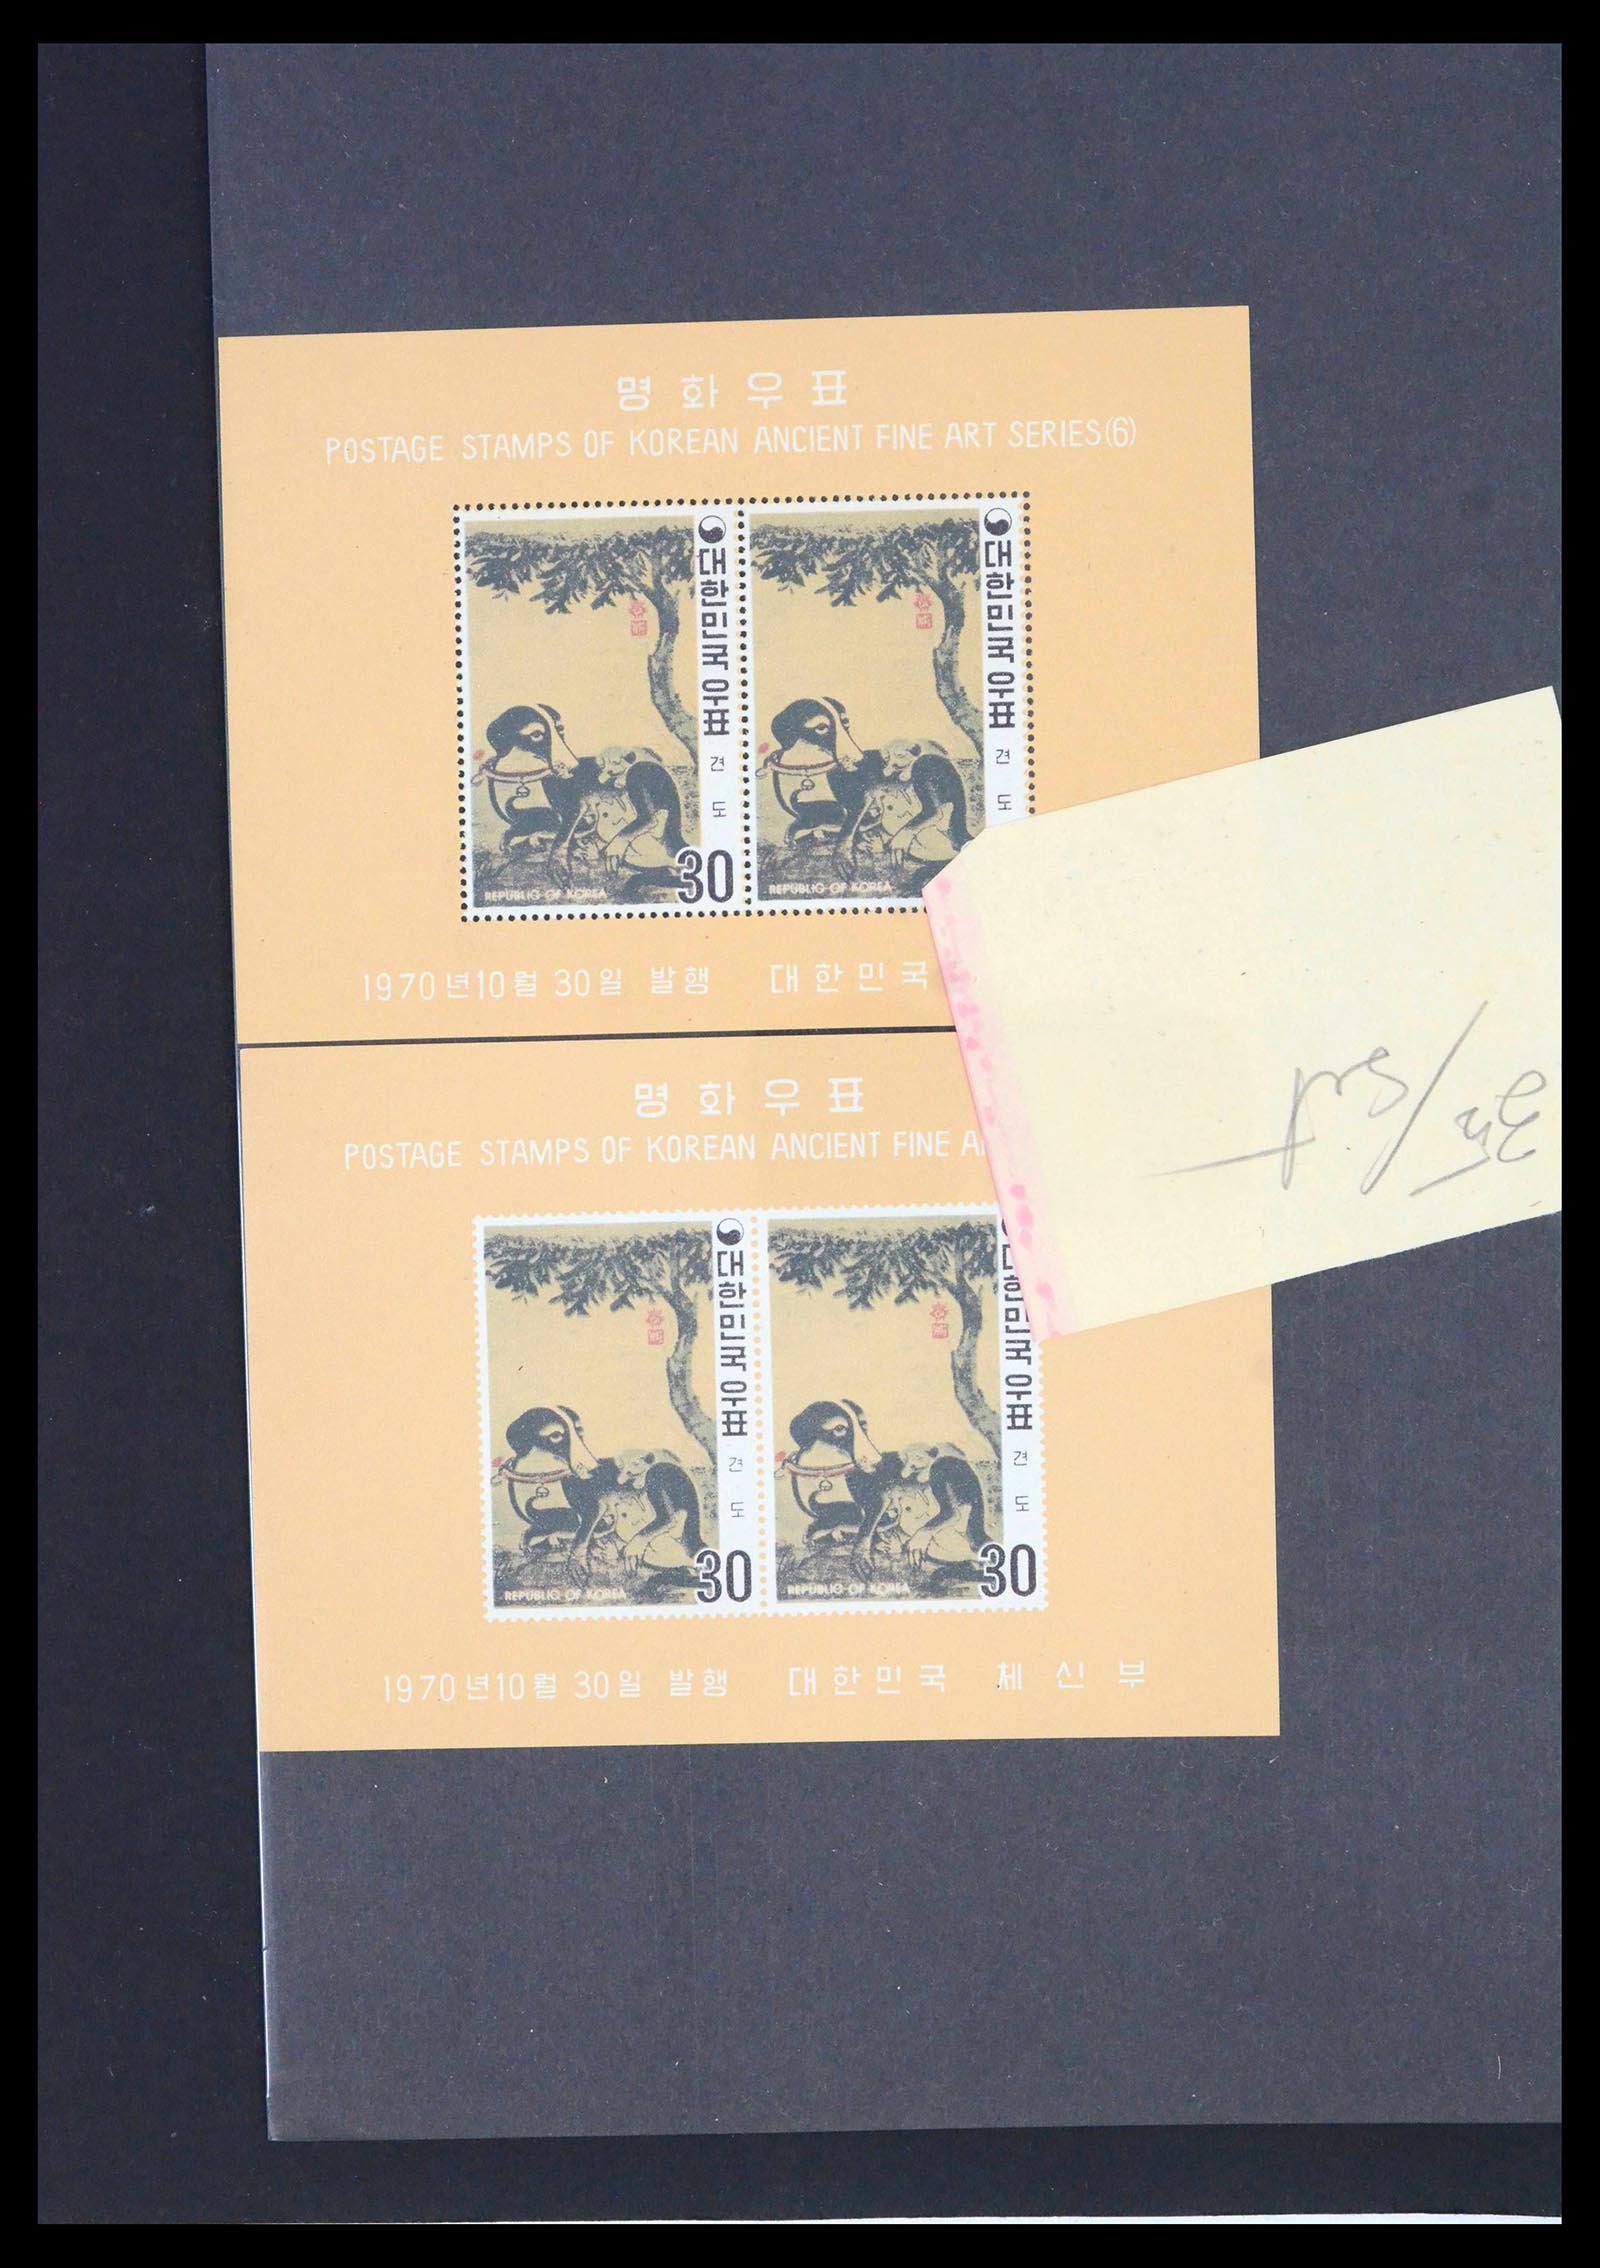 명화우표
POSTAGE STAMPS OF KOREAN ANCIENT FINE ART SERIES(6)
대한민국 우표
견도
REPUBLIC OF KOREA
30
대한민국 우표
견도
REPUBLIC OF KOREA
1970년10월 30일 발행 대한민국
명화우표
POSTAGE STAMPS OF KOREAN ANCIENT FINE
대한민국 우표
견도
REPUBLIC OF KOREA
30
대한민국 우표
견도
REPUBLIC OF KOREA
30
1970년10월 30일 발행 대한민국 체신부